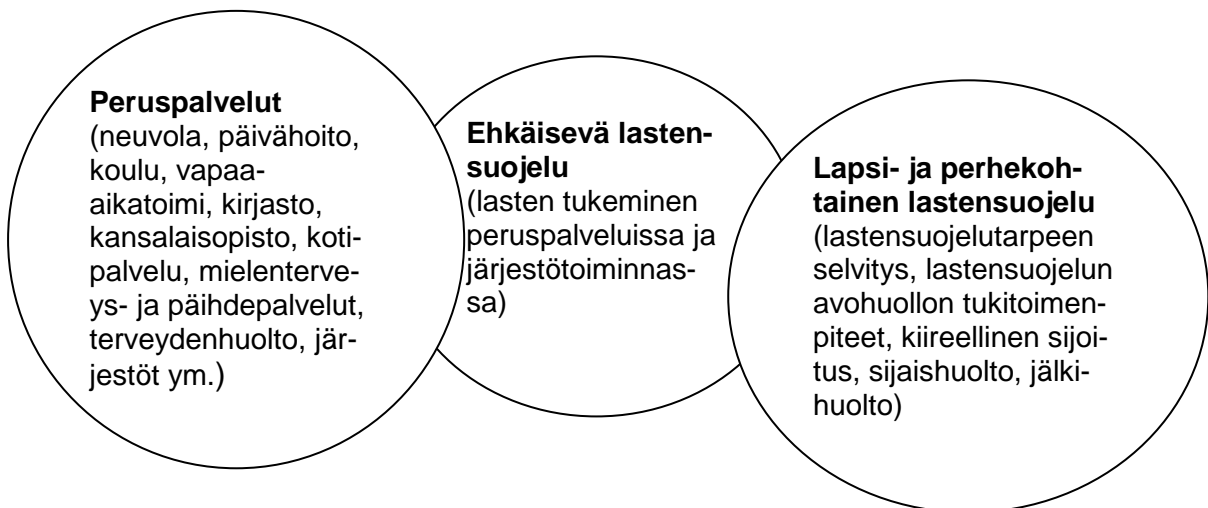 Peruspalvelut
(neuvola, päivähoito,
koulu, vapaa-
aikatoimi, kirjasto,
kansalaisopisto, koti-
palvelu, mielenterve-
ys- ja päihdepalvelut,
terveydenhuolto, jär-
jestöt ym.)
Ehkäisevä lasten-
suojelu
(lasten tukeminen
peruspalveluissa ja
järjestötoiminnas-
sa)
Lapsi- ja perhekoh-
tainen lastensuojelu
(lastensuojelutarpeen
selvitys, lastensuojelun
avohuollon tukitoimen-
piteet, kiireellinen sijoi-
tus, sijaishuolto, jälki-
huolto)